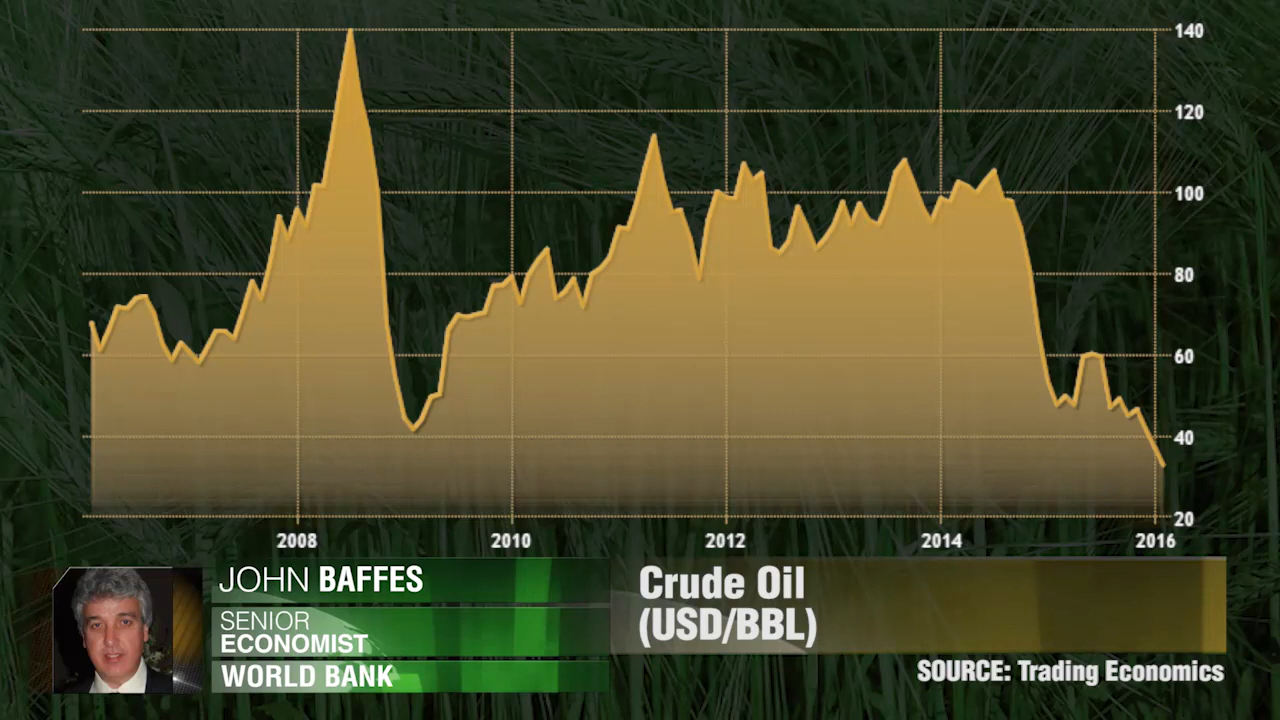 140
120
100
80
60
40
20
2008 2010 2012 2014 2016
JOHN BAFFES
SENIOR
ECONOMIST
WORLD BANK
Crude Oil
(USD/BBL)
SOURCE: Trading Economics